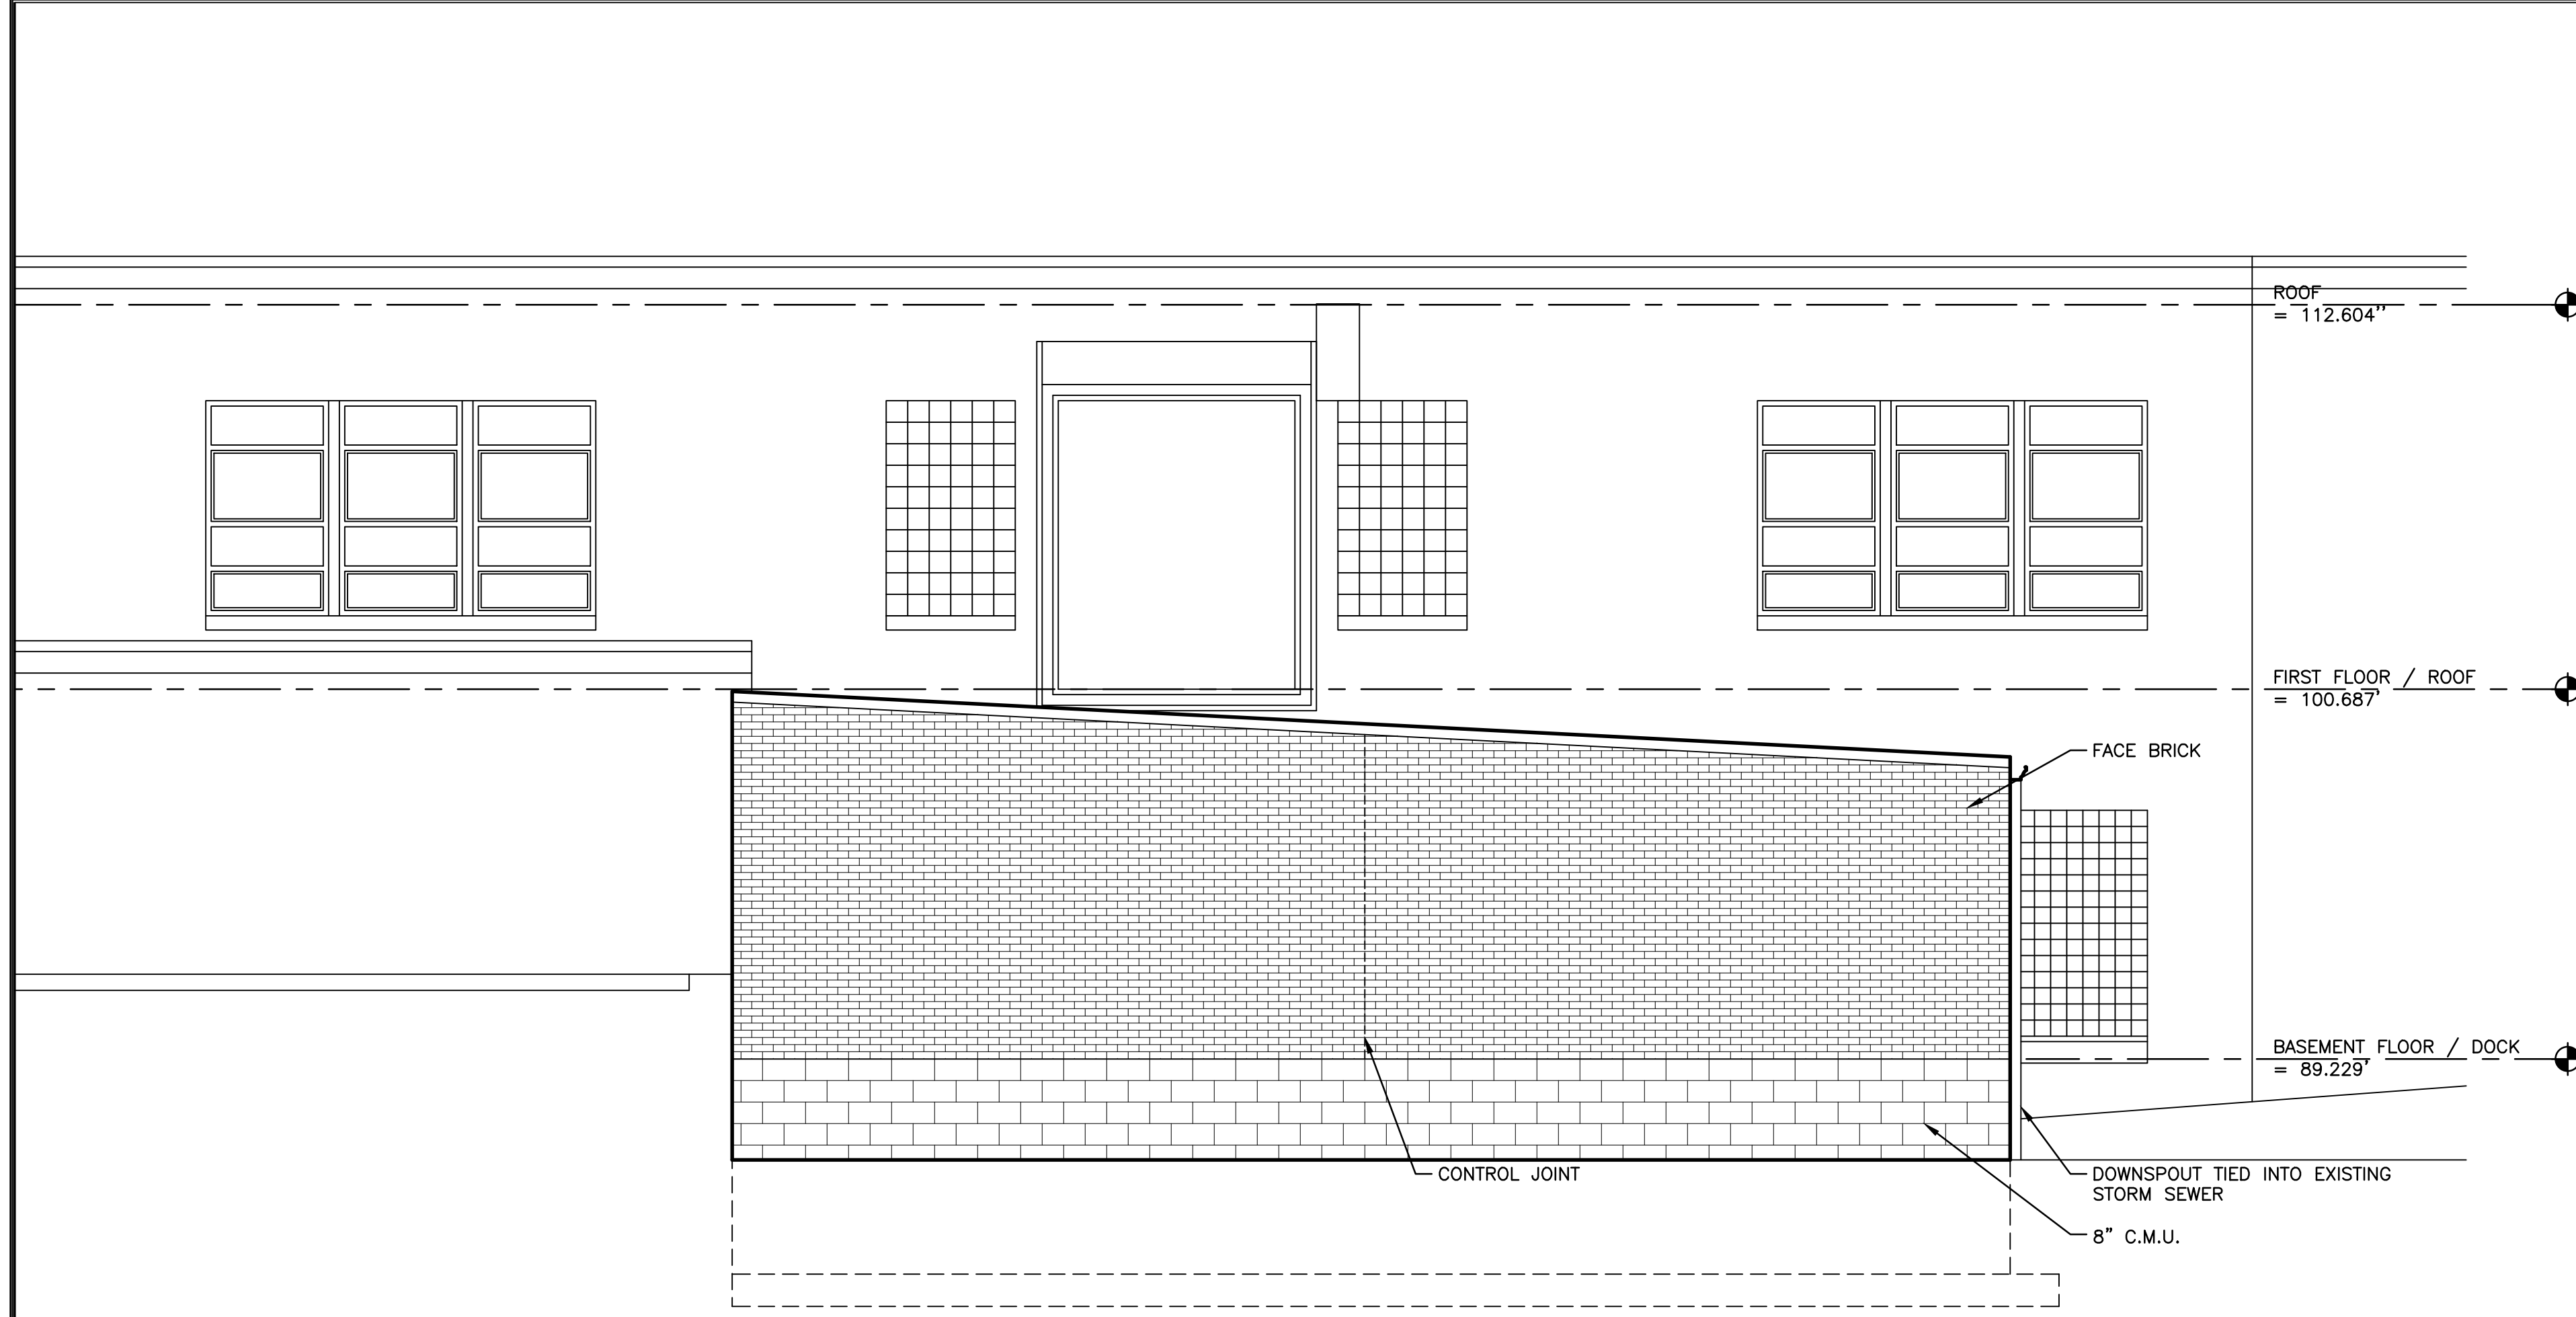 ROOF
= 112.604''
FIRST FLOOR / ROOF
= 100.687'
FACE BRICK
BASEMENT FLOOR / DOCK
= 89.229'
CONTROL JOINT
DOWNSPOUT TIED INTO EXISTING
STORM SEWER
8" C.M.U.